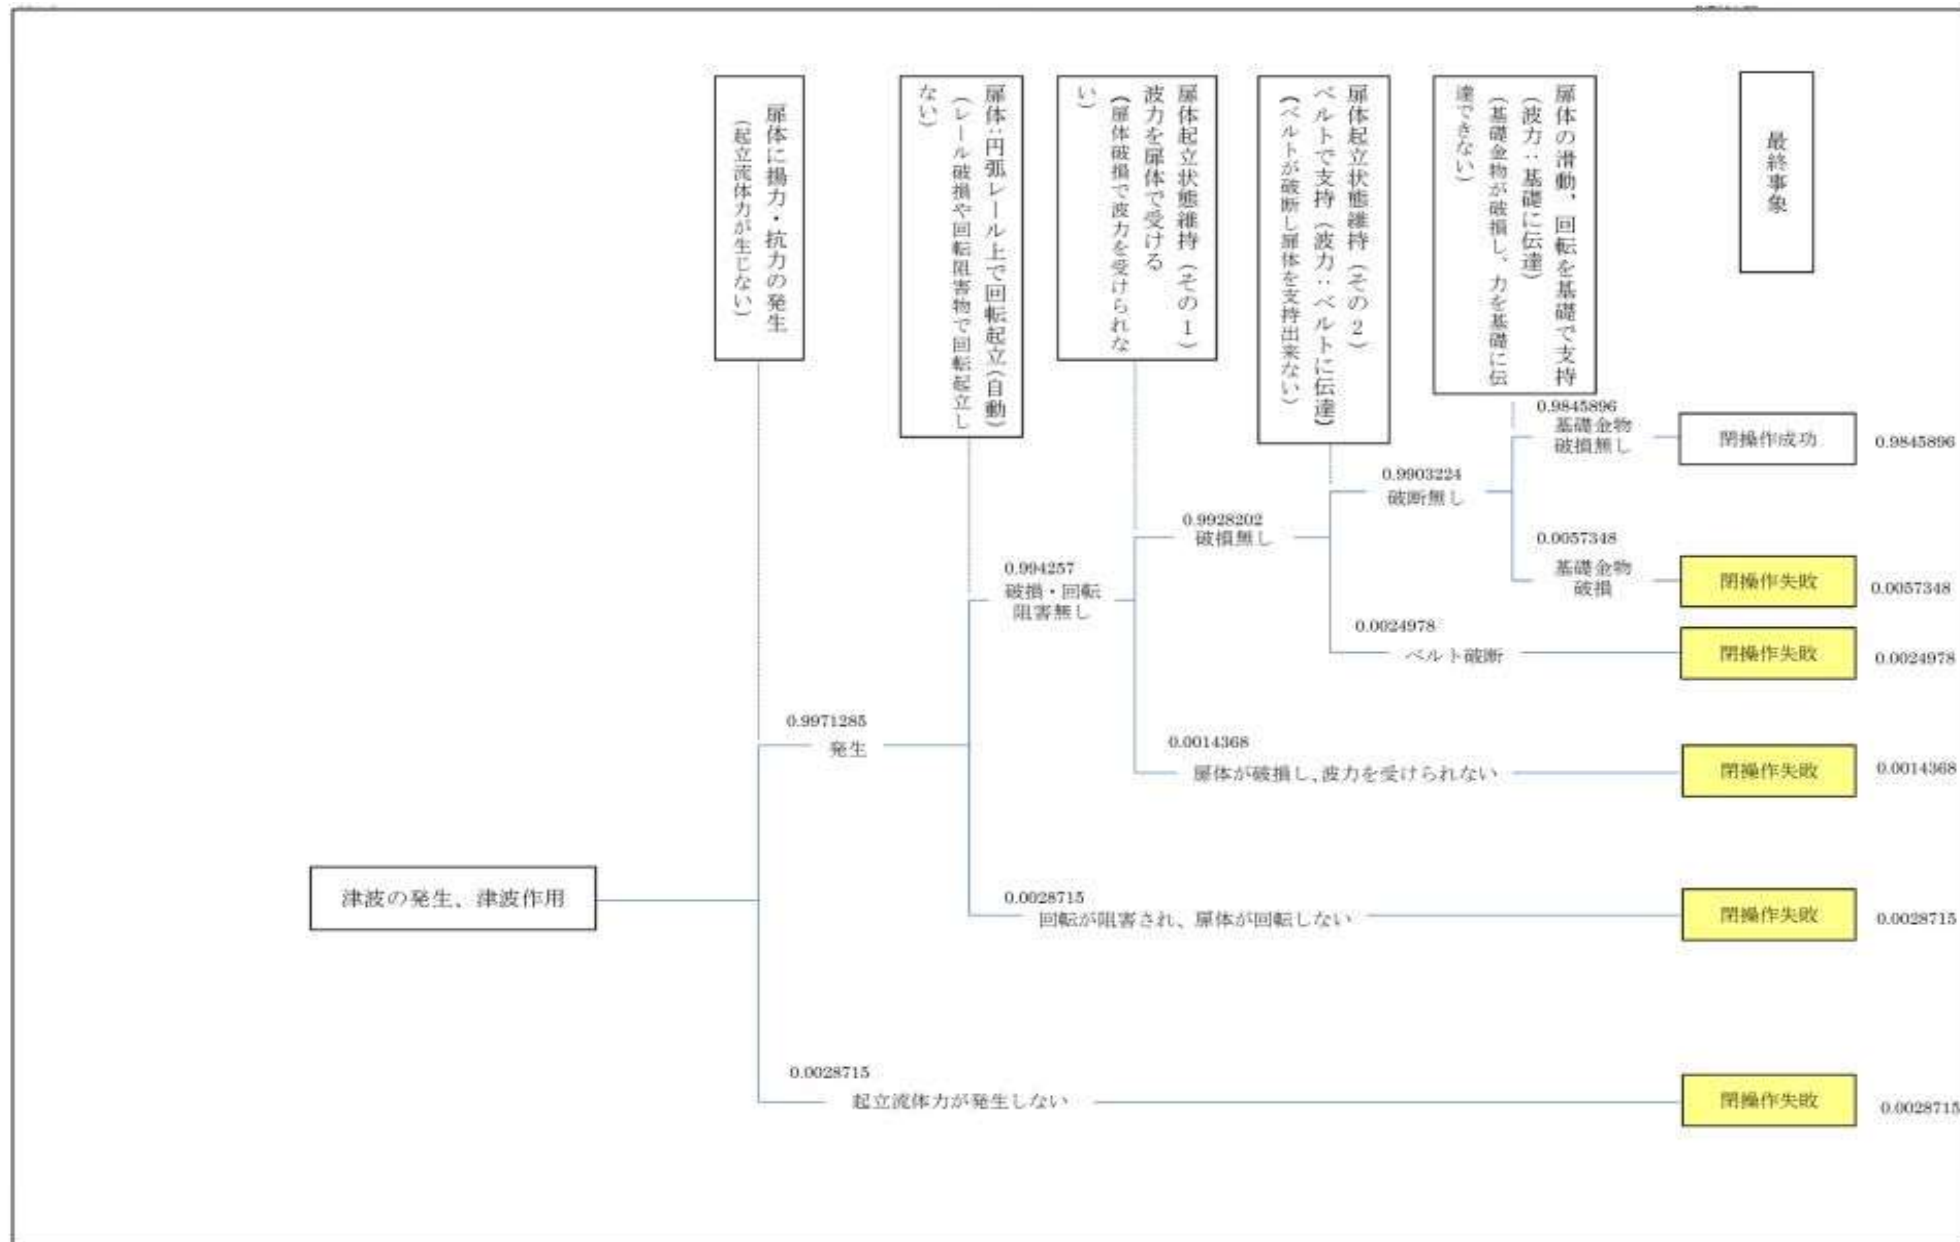 扉体に揚力・抗力の発生
(起立流体力が生じない)
扉体:円弧レール上で回転起立(自動)
(レール破損や回転阻害物で回転起立し
ない)
扉体起立状態維持(その1)
波力を扉体で受ける
(扉体破損で波力を受けられな
い)
扉体起立状態維持(その2)
ベルトで支持(波力:ベルトに伝達)
(ベルトが破断し扉体を支持出来ない)
扉体の滑動、回転を基礎で支持
(波力:基礎に伝達)
(基礎金物が破損し、力を基礎に伝
達できない)
最終事象
0.9845896
基礎金物
破損無し
閉操作成功
0.9845896
0.9903224
破断無し
0.9928202
破損無し
0.0057348
基礎金物
破損
閉操作失敗
0.0057348
0.994257
破損・回転
阻害無し
0.0024978
ベルト破断
閉操作失敗
0.0024978
0.9971285
発生
0.0014368
扉体が破損し、波力を受けられない
閉操作失敗
0.0014368
津波の発生、津波作用
0.0028715
回転が阻害され、扉体が回転しない
閉操作失敗
0.0028715
0.0028715
起立流体力が発生しない
閉操作失敗
0.0028715